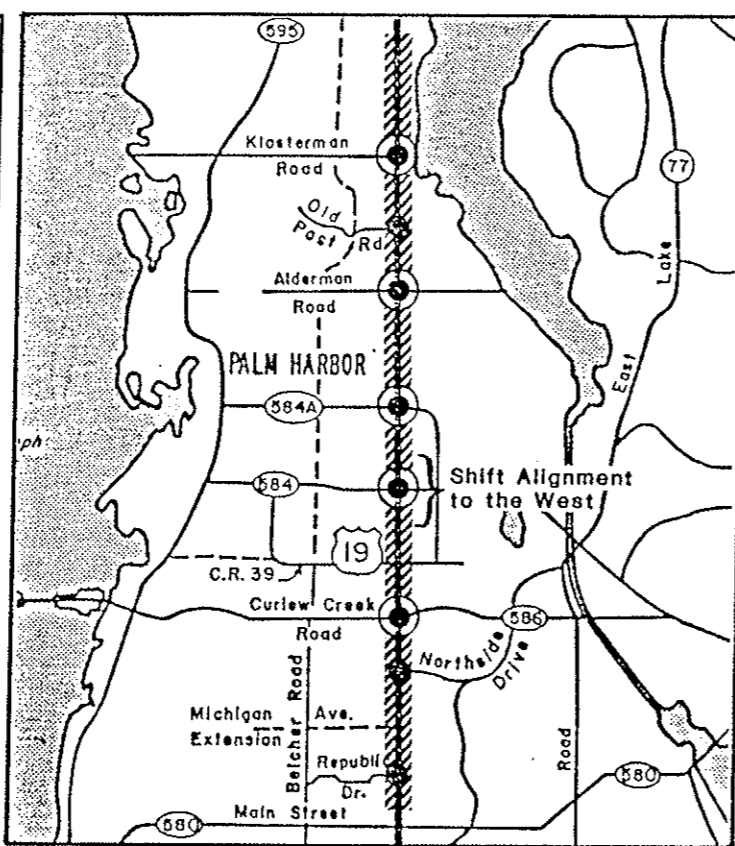 595
Klosterman
Road
77
Old
Post
Rd.
Alderman
Road
Lake
East
PALM HARBOR
584A
ph
584
Shift Alignment
to the West
19
C.R. 39
Curlew Creek
Road
586
Northside
Drive
Belcher Road
Michigan Ave.
Extension
Republi
Dr.
Road
580
Main Street
580